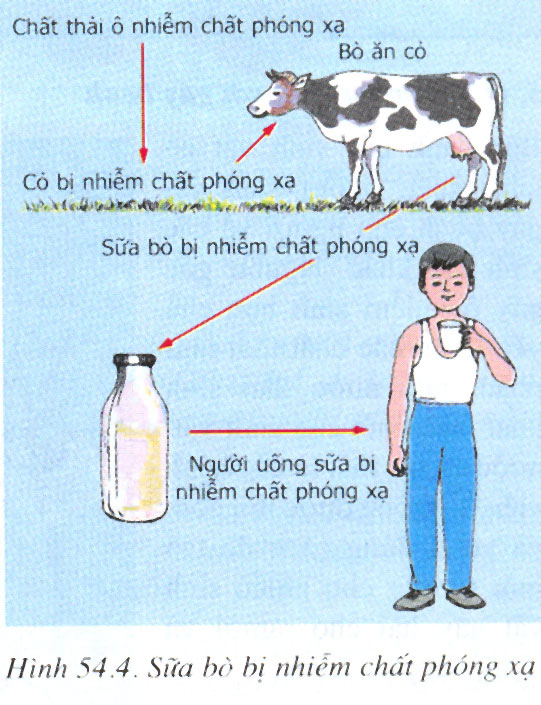 Chất thải ô nhiễm chất phóng xạ
Bò ăn cỏ
Cỏ bị nhiễm chất phóng xạ
Sữa bò bị nhiễm chất phóng xạ
Người uống sữa bị
nhiễm chất phóng xạ
Hình 54.4. Sữa bò bị nhiễm chất phóng xạ